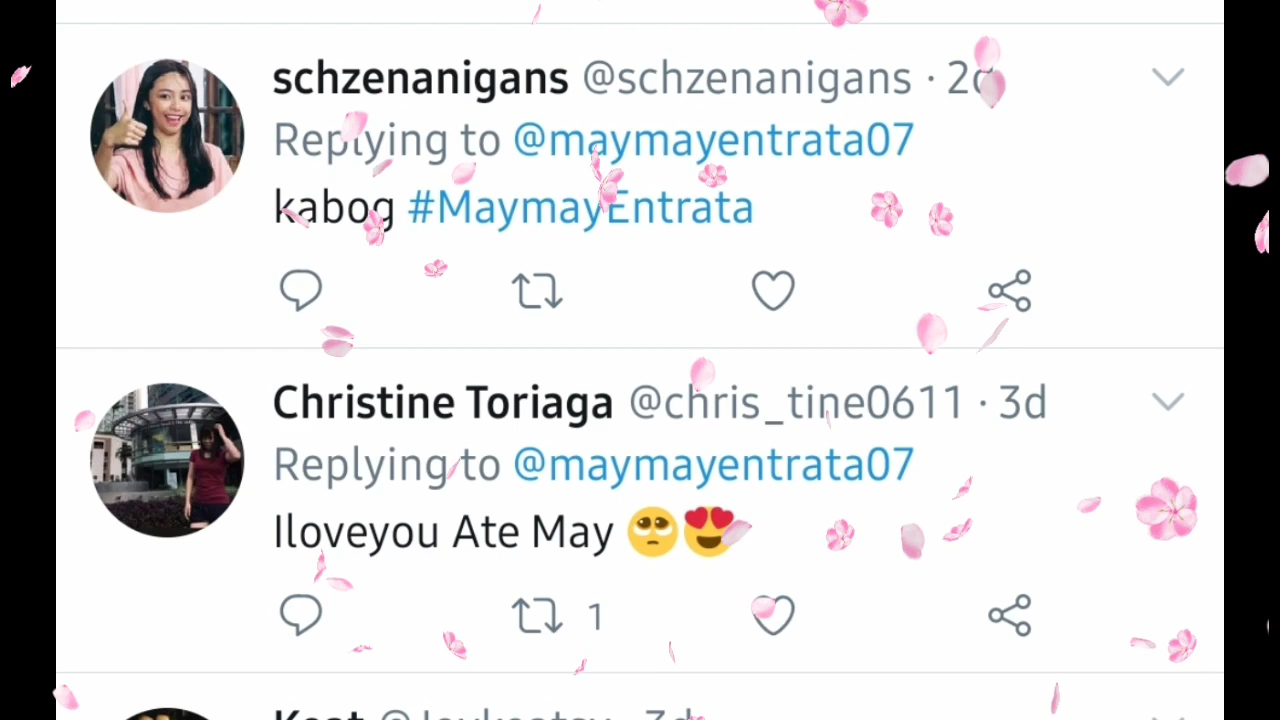 schzenanigans @schzenanigans · 2d
Replying to @maymayentrata07
kabog #MaymayEntrata
Christine Toriaga @chris_tine0611 · 3d
Replying to @maymayentrata07
Iloveyou Ate May 🥺😍
1